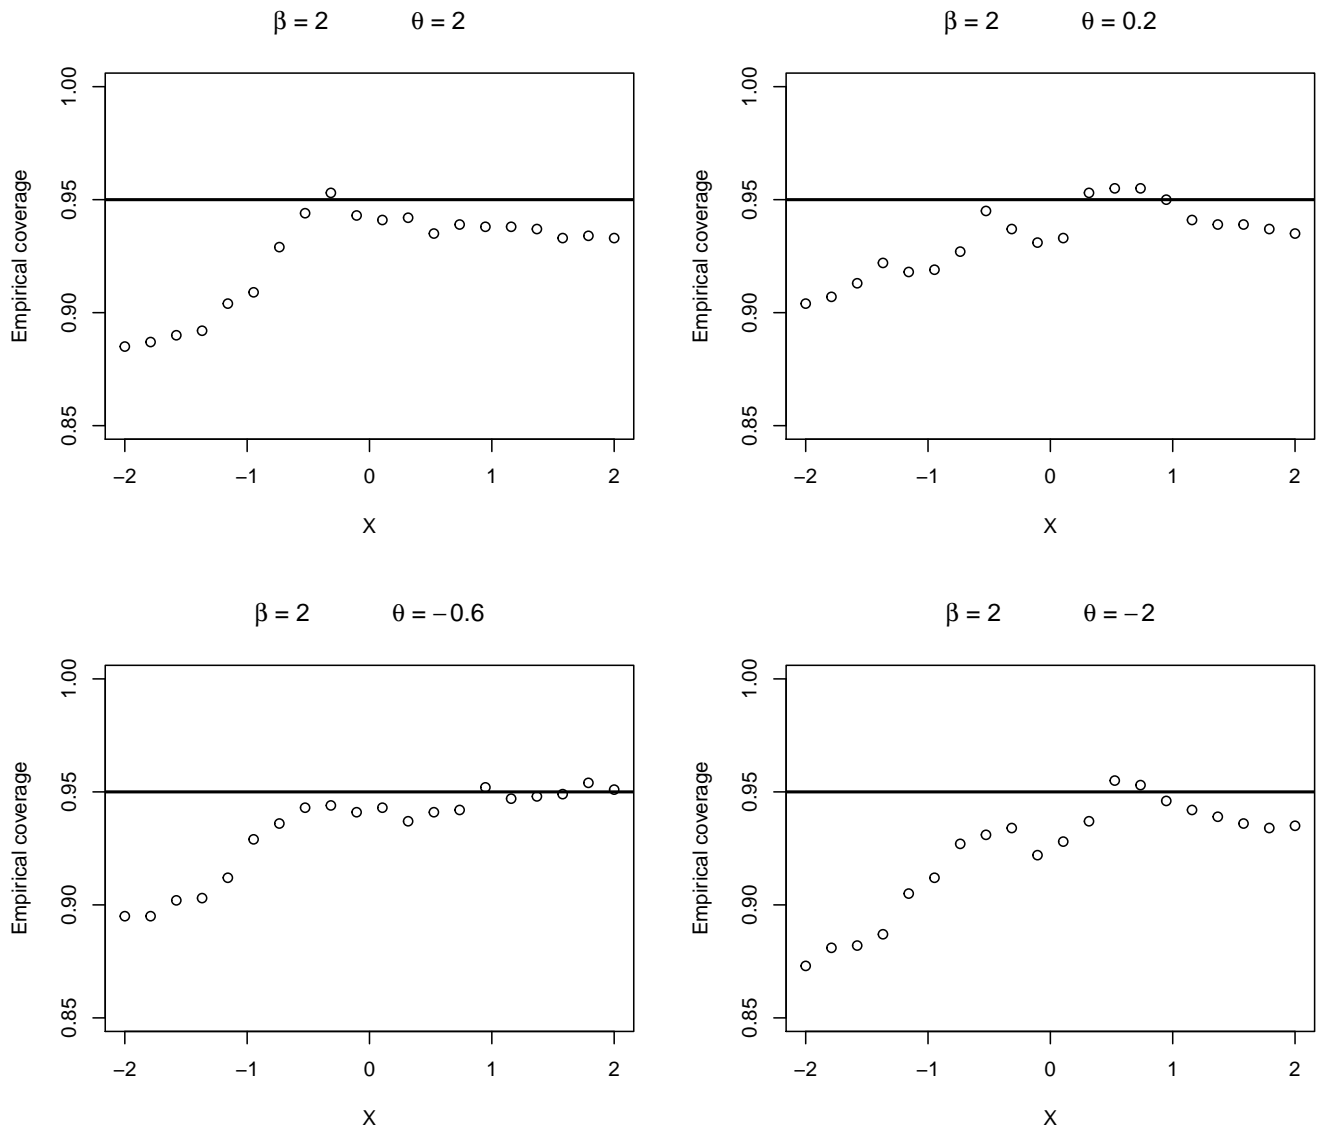 β = 2 θ = 2
1.00
0.95
0.90
0.85
Empirical coverage
−2 −1 0 1 2
X
β = 2 θ = 0.2
1.00
0.95
0.90
0.85
Empirical coverage
−2 −1 0 1 2
X
β = 2 θ = −0.6
1.00
0.95
0.90
0.85
Empirical coverage
−2 −1 0 1 2
X
β = 2 θ = −2
1.00
0.95
0.90
0.85
Empirical coverage
−2 −1 0 1 2
X